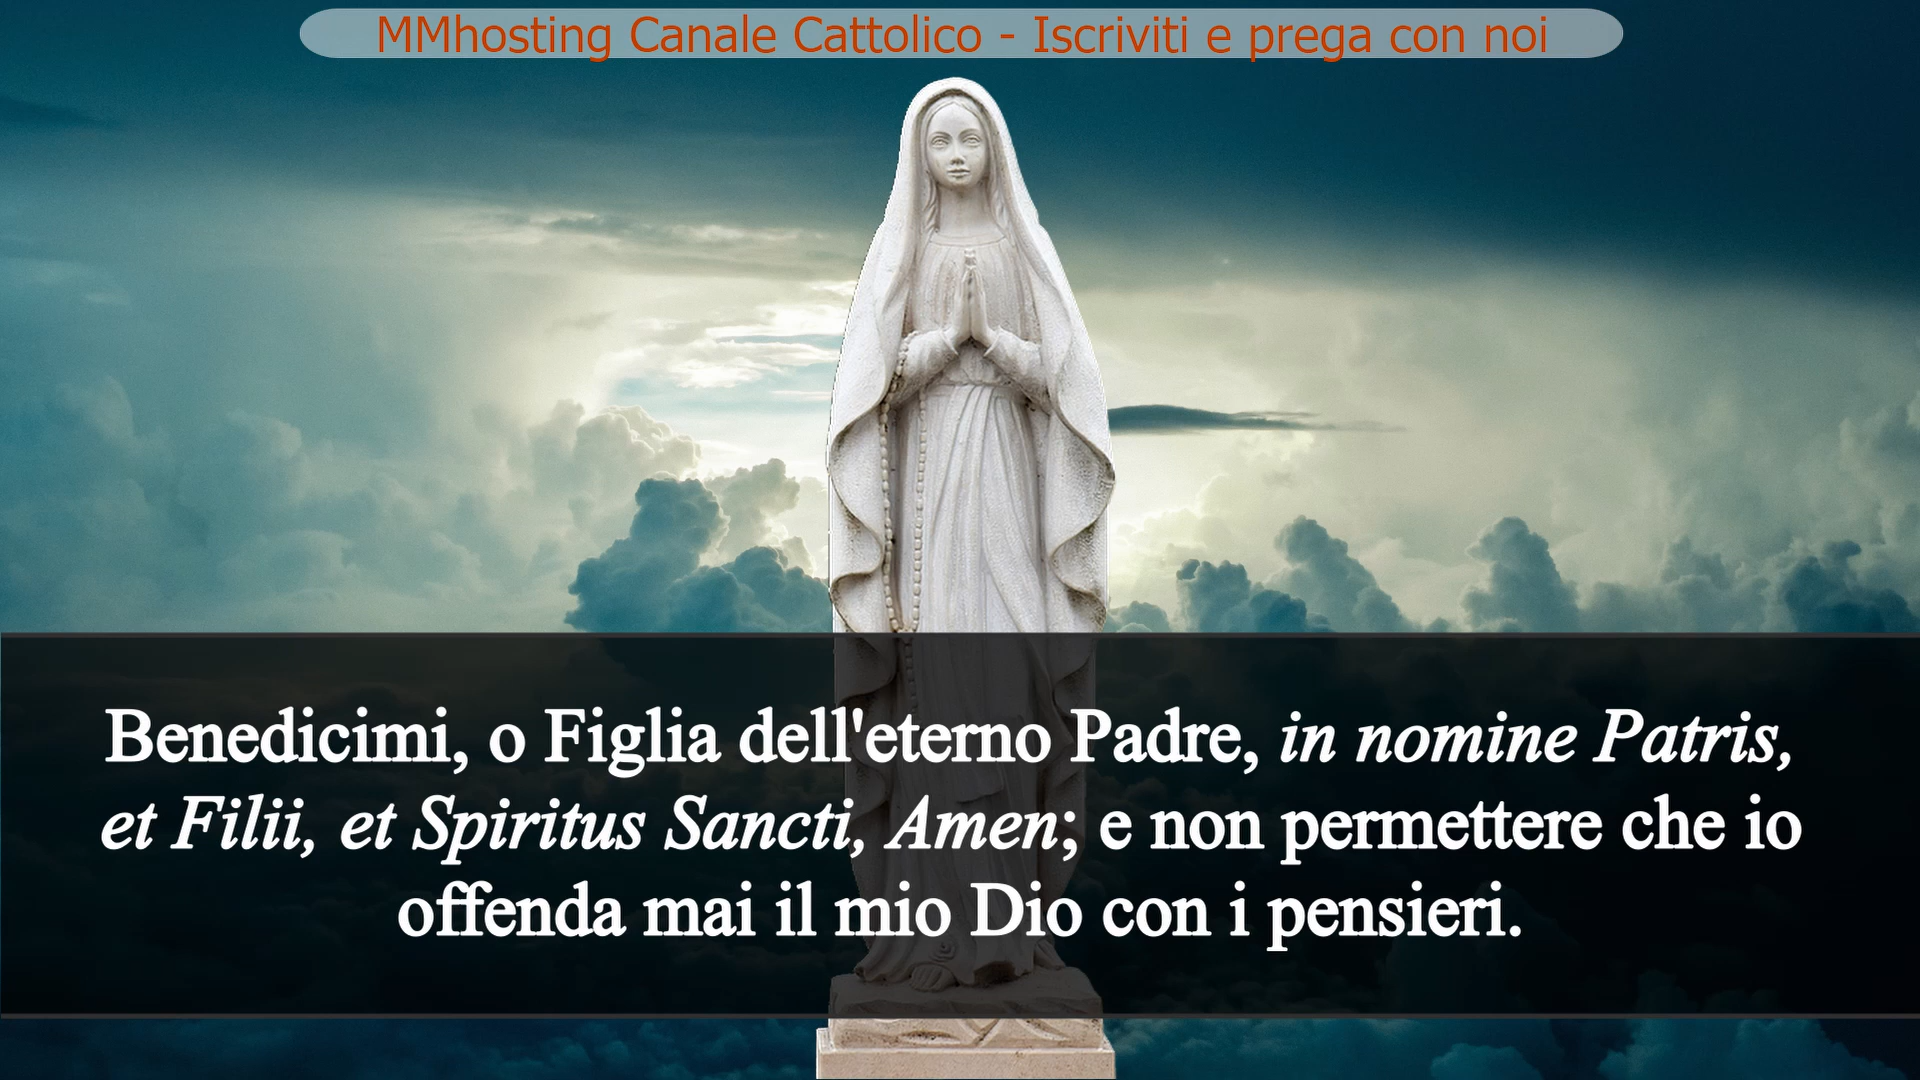 MMhosting Canale Cattolico - Iscriviti e prega con noi
Benedicimi, o Figlia dell'eterno Padre, in nomine Patris,
et Filii, et Spiritus Sancti, Amen; e non permettere che io
offenda mai il mio Dio con i pensieri.